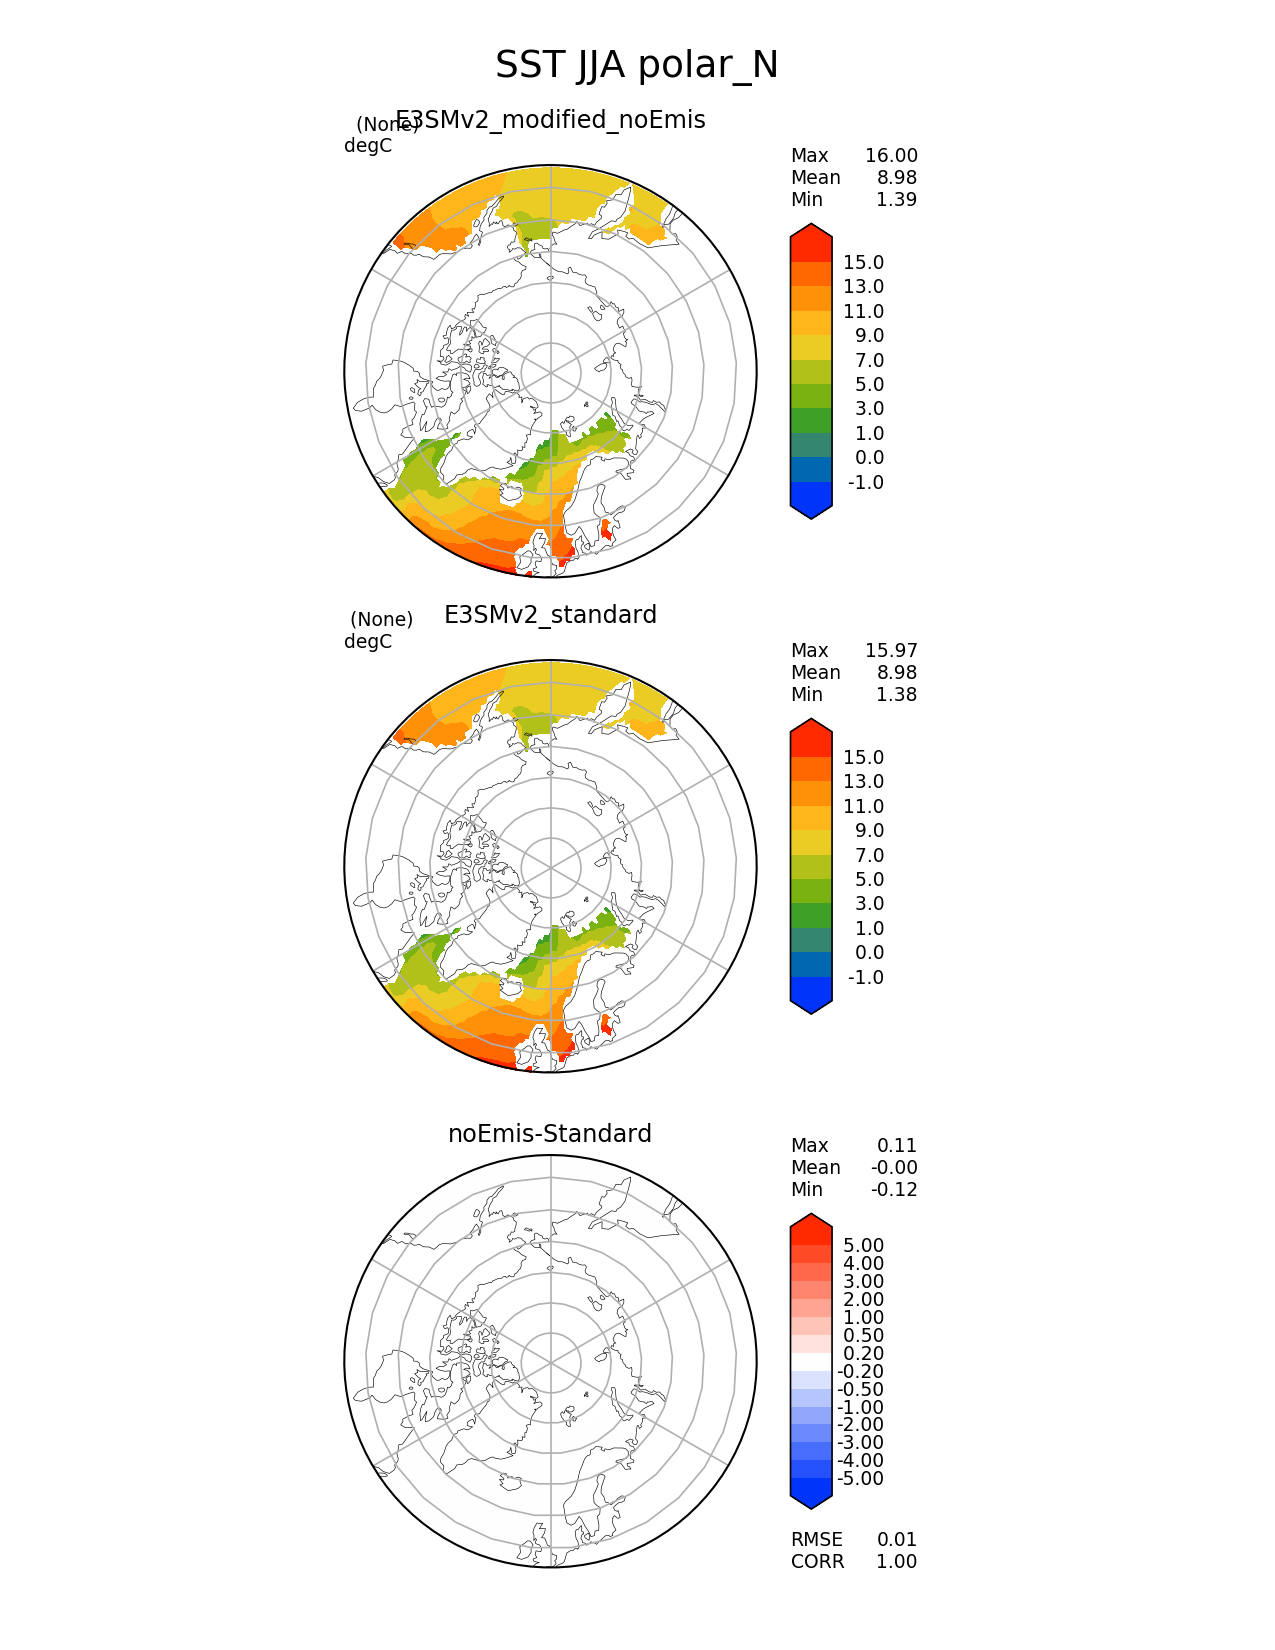 SST JJA polar_N
E3SMv2_modified_noEmis
(None)
degC
Max 16.00
Mean 8.98
Min 1.39
15.0
13.0
11.0
9.0
7.0
5.0
3.0
1.0
0.0
-1.0
(None)
E3SMv2_standard
degC
Max 15.97
Mean 8.98
Min 1.38
15.0
13.0
11.0
9.0
7.0
5.0
3.0
1.0
0.0
-1.0
noEmis-Standard
Max 0.11
Mean -0.00
Min -0.12
5.00
4.00
3.00
2.00
1.00
0.50
0.20
-0.20
-0.50
-1.00
-2.00
-3.00
-4.00
-5.00
RMSE 0.01
CORR 1.00